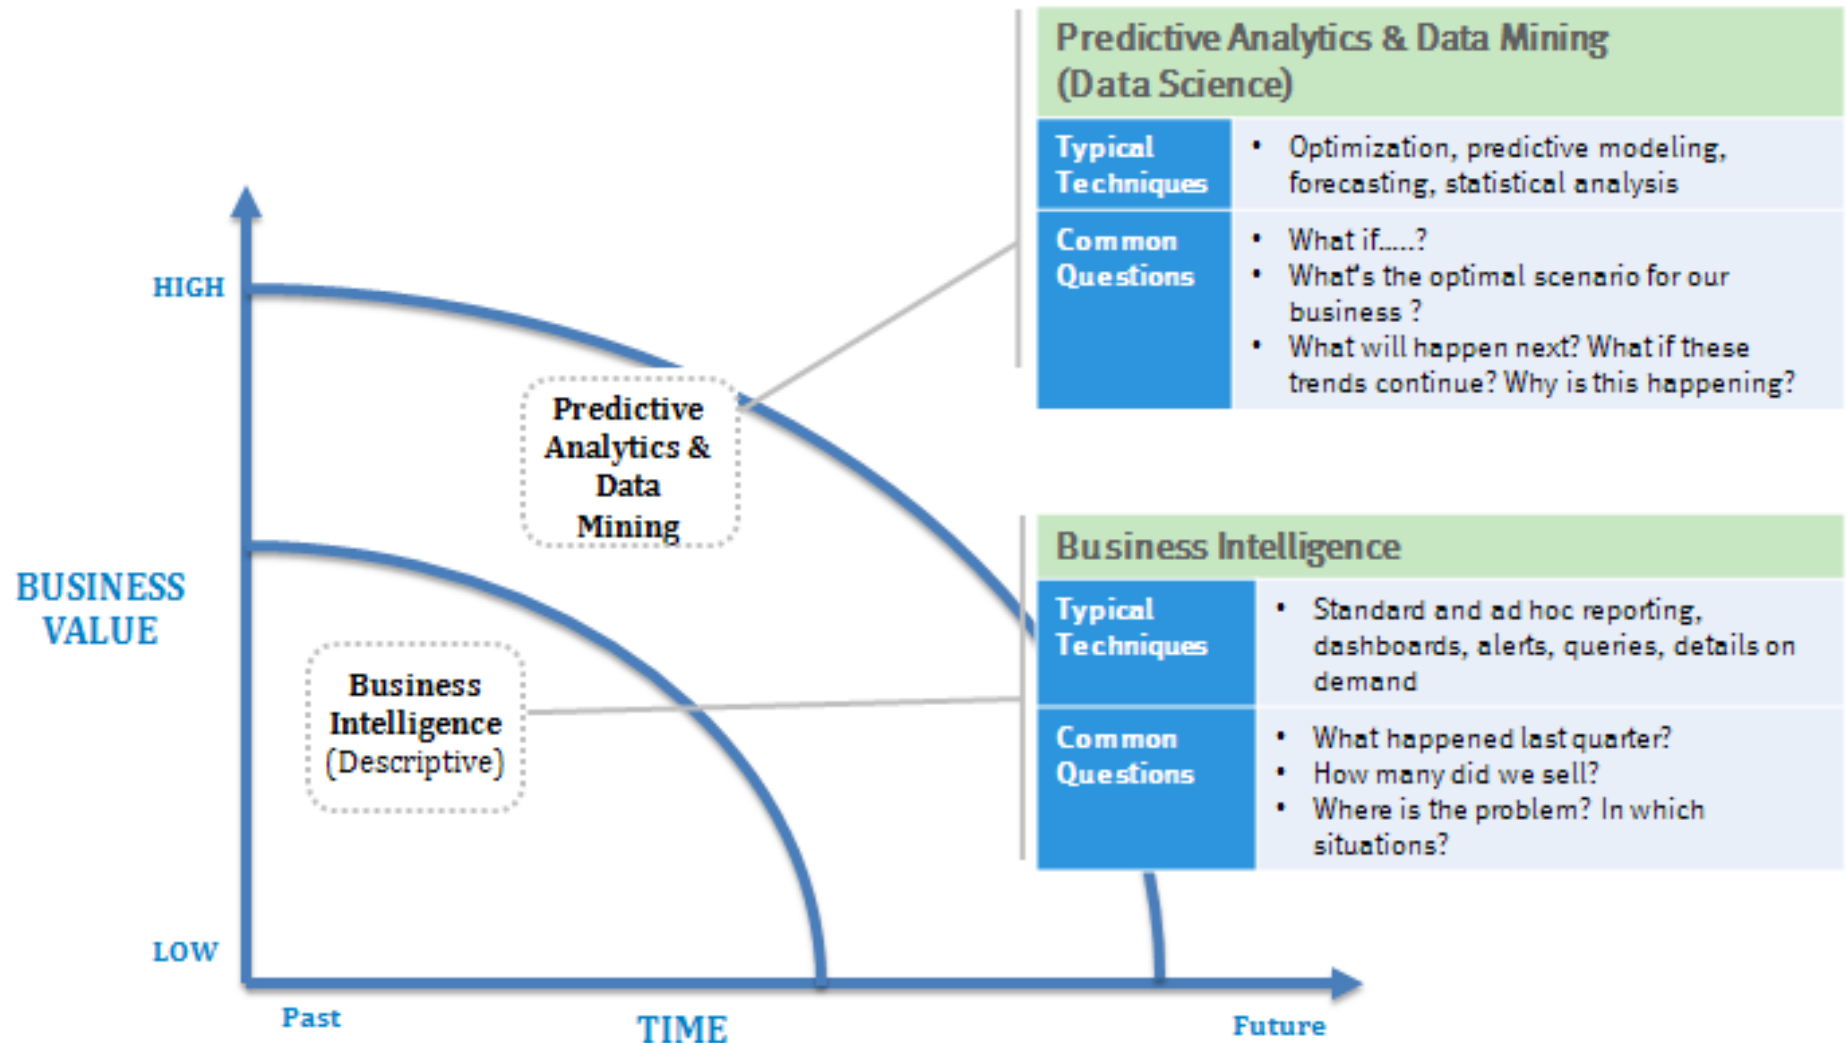 Predictive Analytics & Data Mining
(Data Science)
Typical
Techniques
• Optimization, predictive modeling,
forecasting, statistical analysis
Common
Questions
• What if.....?
• What's the optimal scenario for our
business ?
• What will happen next? What if these
trends continue? Why is this happening?
HIGH
Predictive
Analytics &
Data
Mining
BUSINESS
VALUE
Business
Intelligence
(Descriptive)
Business Intelligence
Typical
Techniques
• Standard and ad hoc reporting,
dashboards, alerts, queries, details on
demand
Common
Questions
• What happened last quarter?
• How many did we sell?
• Where is the problem? In which
situations?
LOW
Past
TIME
Future